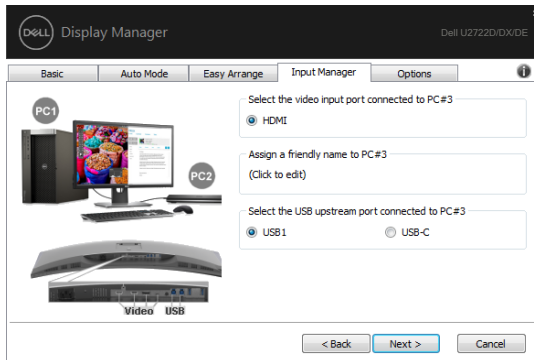 DELL Display Manager
Dell U2722D/DX/DE
Basic Auto Mode Easy Arrange Input Manager Options
PC1
PC2
Video USB
Select the video input port connected to PC#3
HDMI
Assign a friendly name to PC#3
(Click to edit)
Select the USB upstream port connected to PC#3
USB1 USB-C
< Back Next > Cancel